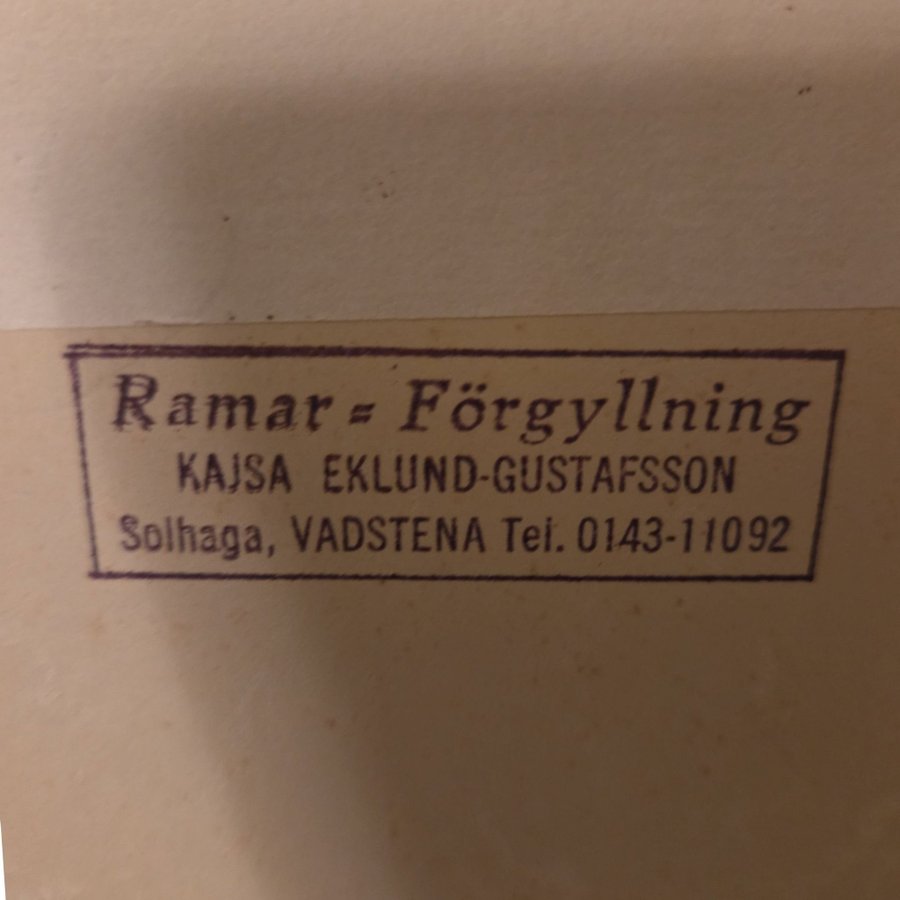 Ramar = Förgyllning
KAJSA EKLUND-GUSTAFSSON
Solhaga, VADSTENA Tel. 0143-11092